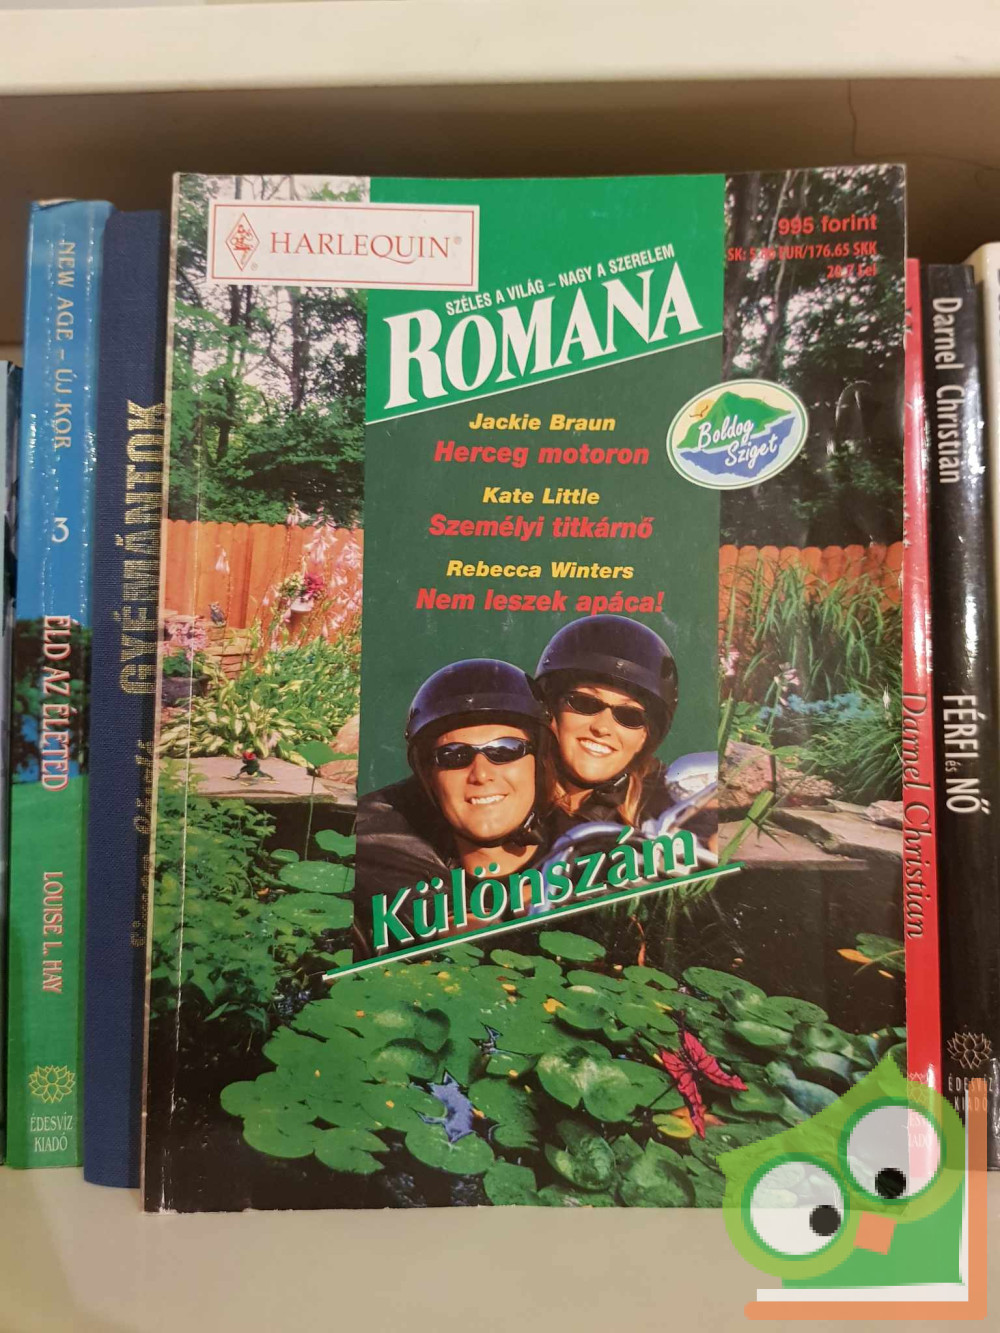 HARLEQUIN®
995 forint
SZÉLES A VILÁG – NAGY A SZERELEM
ROMANA
Jackie Braun
Herceg motoron
Kate Little
Személyi titkárnő
Rebecca Winters
Nem leszek apáca!
Boldog
Sziget
Különszám
NEW AGE – ÚJ KOR
3
ÉLD AZ ÉLETED
LOUISE L. HAY
ÉDESVÍZ
KIADÓ
GYÉMÁNTOK
Darnel Christian
Darnel Christian
FÉRFI és NŐ
ÉDESVÍZ
KIADÓ